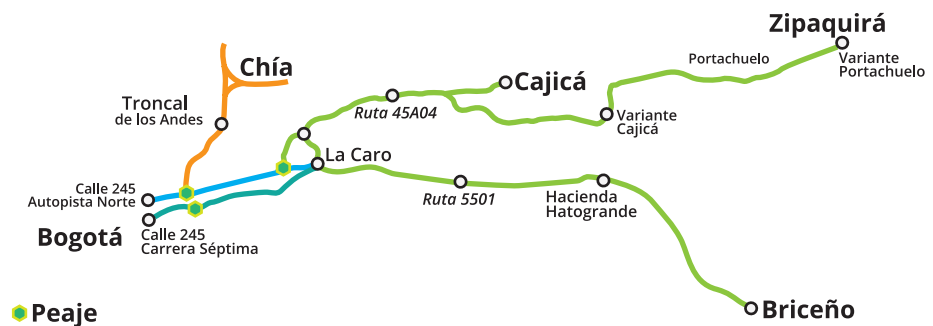 Zipaquirá
Variante
Portachuelo
Portachuelo
Chía
Cajicá
Troncal
de los Andes
Ruta 45A04
Variante
Cajicá
La Caro
Calle 245
Autopista Norte
Ruta 5501
Hacienda
Hatogrande
Bogotá
Calle 245
Carrera Séptima
Briceño
Peaje